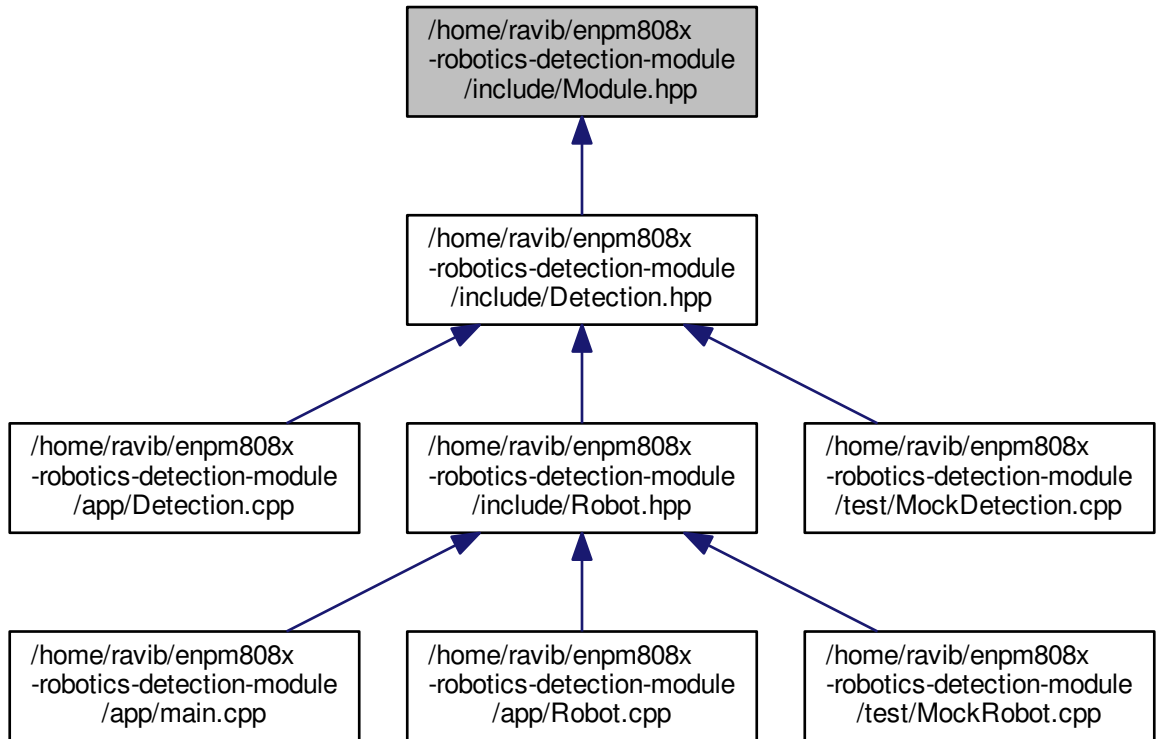 /home/ravib/enpm808x
-robotics-detection-module
/include/Module.hpp
/home/ravib/enpm808x
-robotics-detection-module
/include/Detection.hpp
/home/ravib/enpm808x
-robotics-detection-module
/app/Detection.cpp
/home/ravib/enpm808x
-robotics-detection-module
/include/Robot.hpp
/home/ravib/enpm808x
-robotics-detection-module
/test/MockDetection.cpp
/home/ravib/enpm808x
-robotics-detection-module
/app/main.cpp
/home/ravib/enpm808x
-robotics-detection-module
/app/Robot.cpp
/home/ravib/enpm808x
-robotics-detection-module
/test/MockRobot.cpp